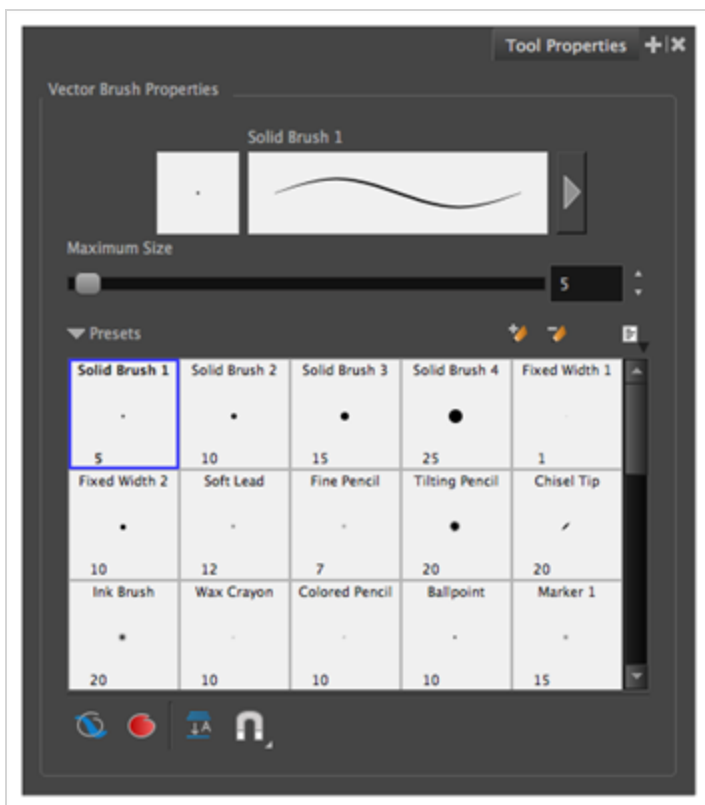 Tool Properties
Vector Brush Properties
Solid Brush 1
Maximum Size
5
Presets
Solid Brush 1 Solid Brush 2 Solid Brush 3 Solid Brush 4 Fixed Width 1
5 10 15 25 1
Fixed Width 2 Soft Lead Fine Pencil Tilting Pencil Chisel Tip
10 12 7 20 20
Ink Brush Wax Crayon Colored Pencil Ballpoint Marker 1
20 10 10 10 15
A